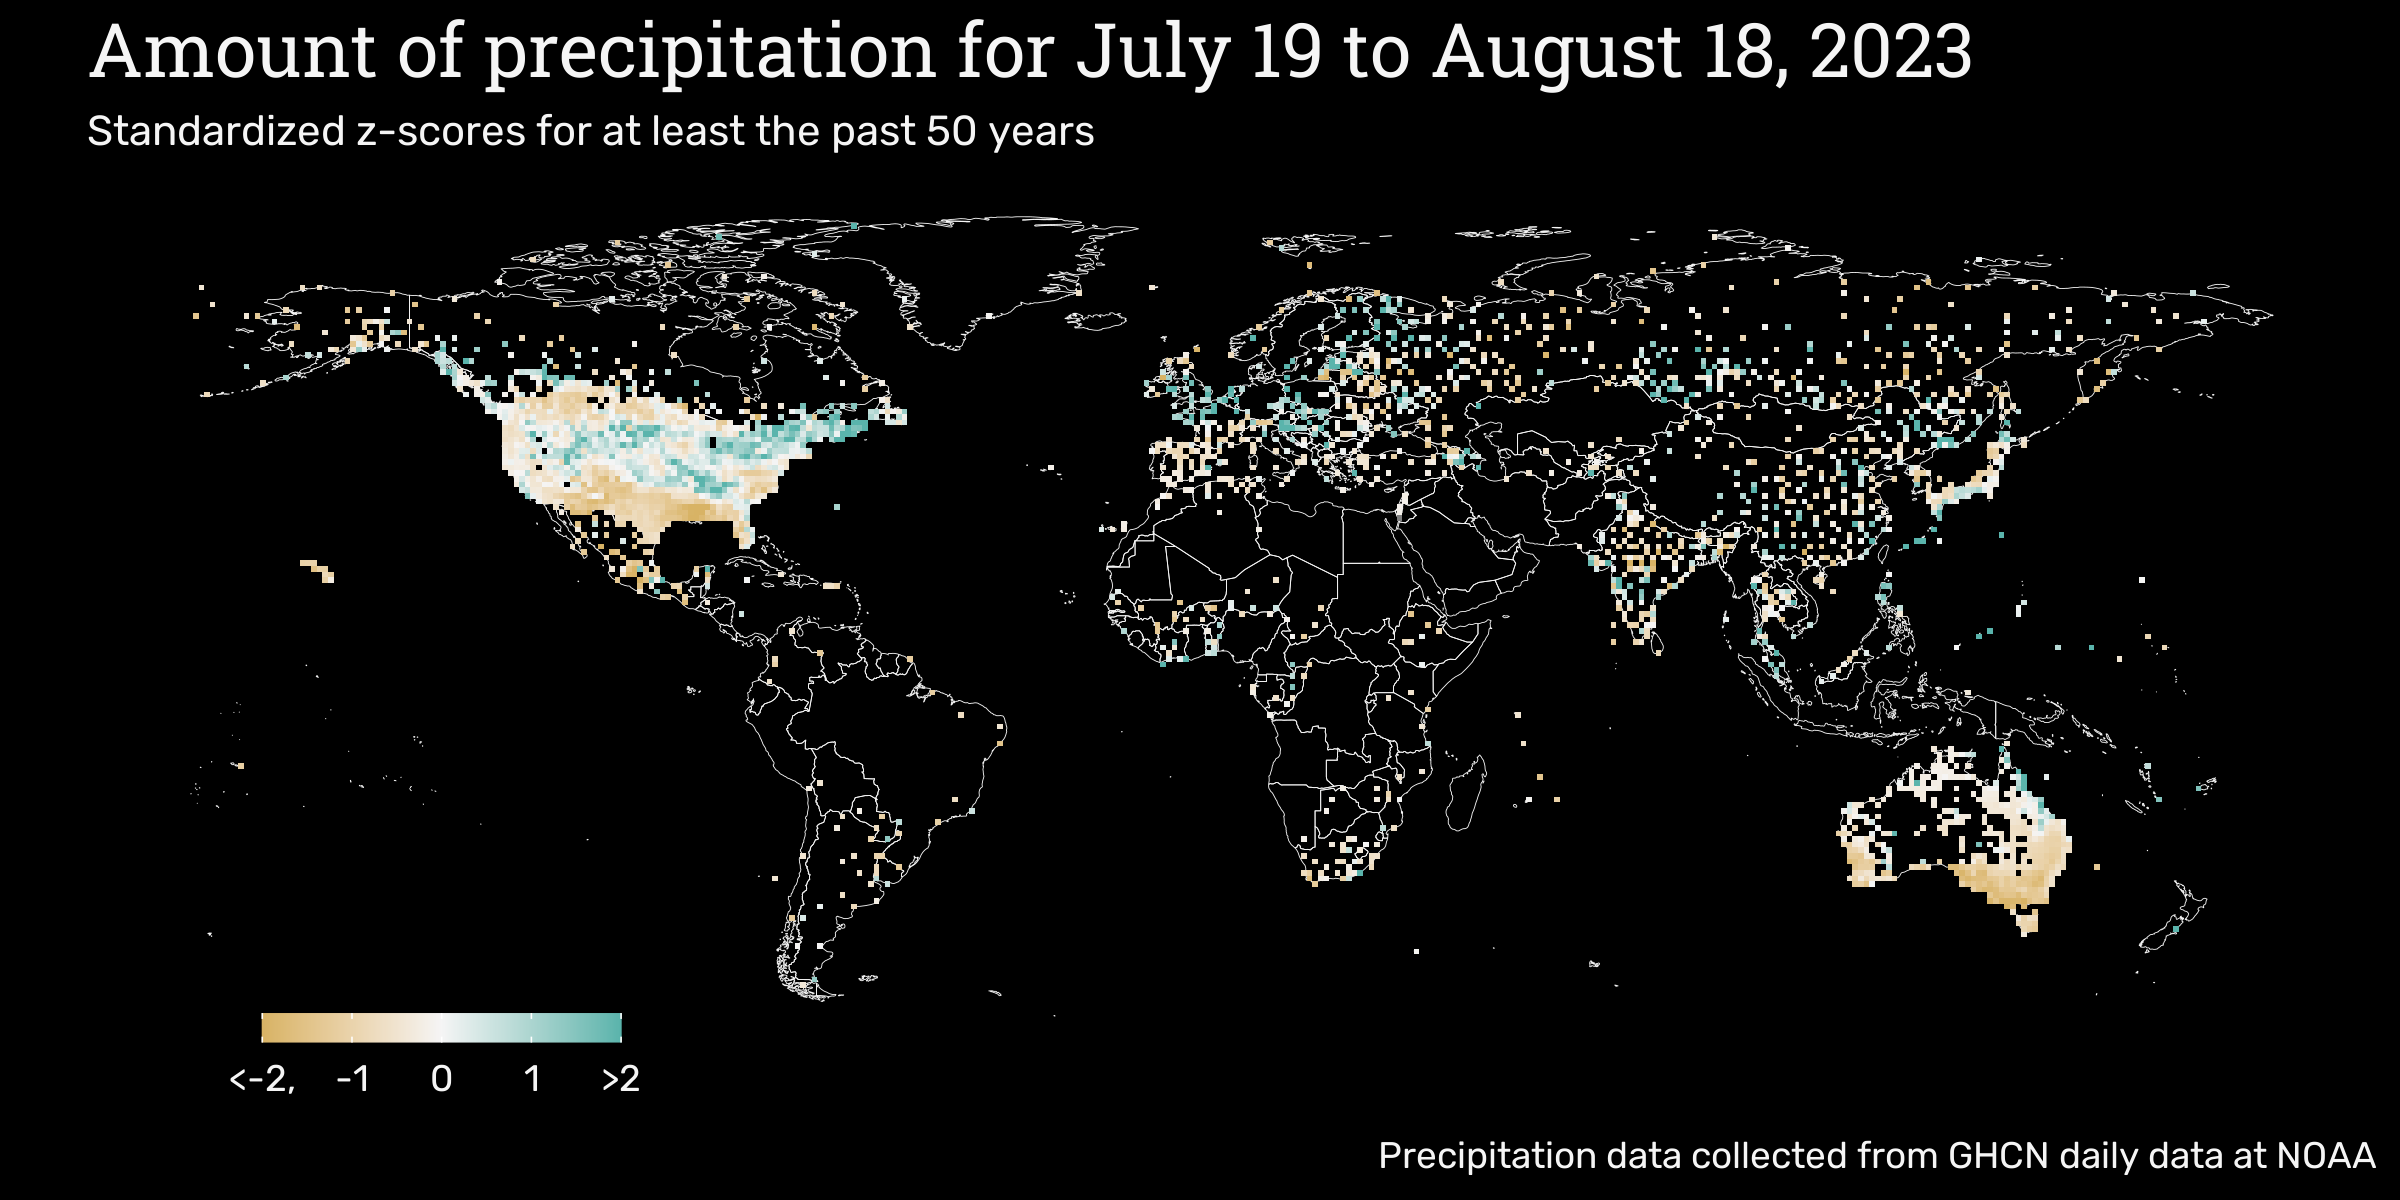 Amount of precipitation for July 19 to August 18, 2023
Standardized z-scores for at least the past 50 years
<-2, -1 0 1 >2
Precipitation data collected from GHCN daily data at NOAA